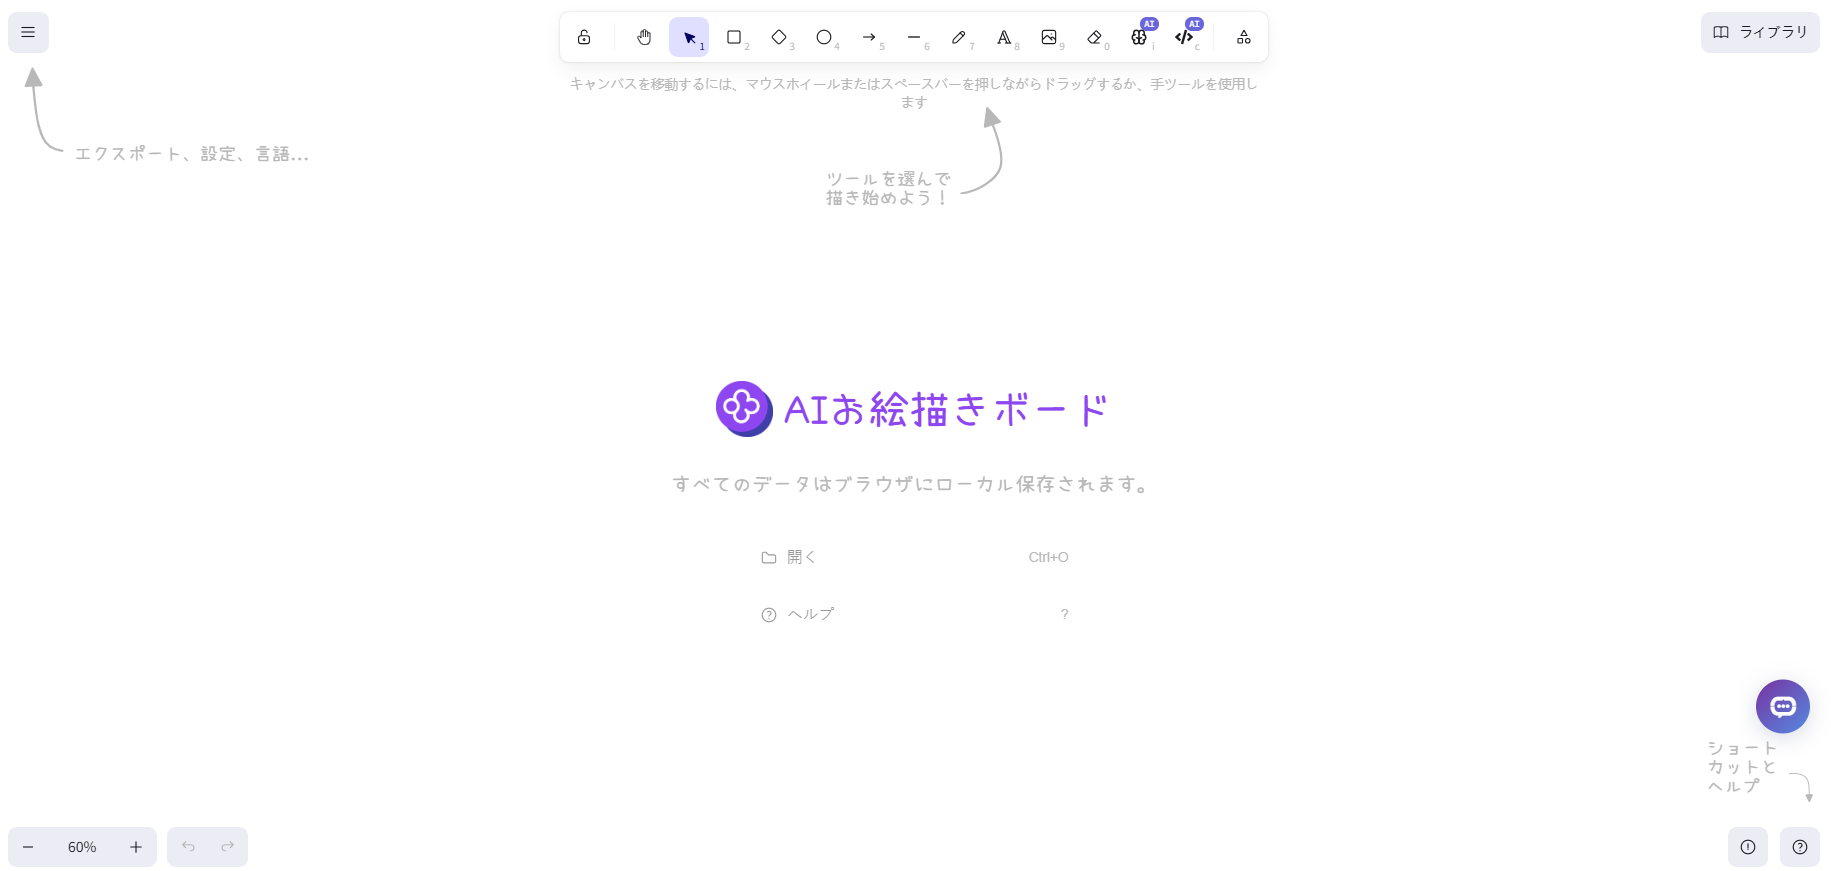 1
2
3
4
5
6
7
8
9
0
AI
i
AI
c
ライブラリ
キャンバスを移動するには、マウスホイールまたはスペースバーを押しながらドラッグするか、手ツールを使用し
ます
エクスポート、設定、言語...
ツールを選んで
描き始めよう！
AIお絵描きボード
すべてのデータはブラウザにローカル保存されます。
開く Ctrl+O
ヘルプ ?
ショート
カットと
ヘルプ
60%